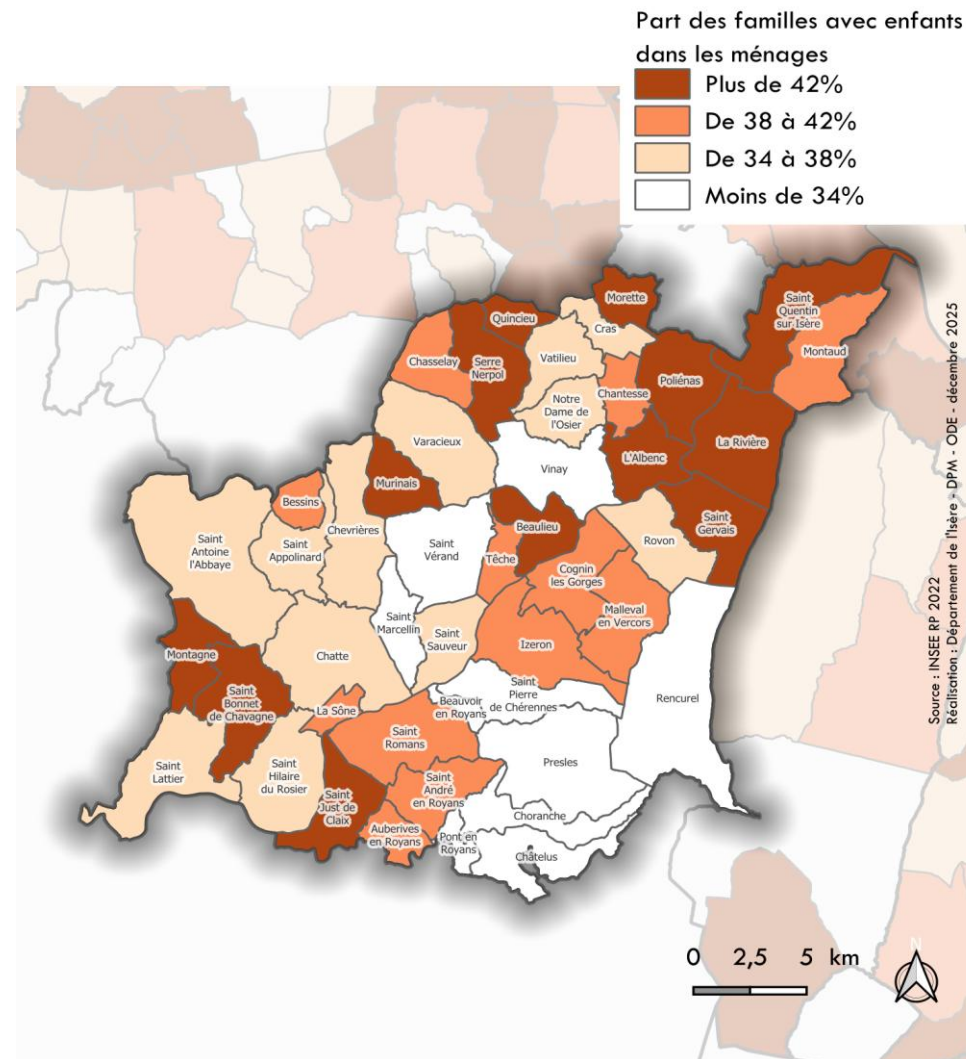 Part des familles avec enfants
dans les ménages
Plus de 42%
De 38 à 42%
De 34 à 38%
Moins de 34%
Morette
Saint
Quentin
sur Isère
Quincieu
Cras
Montaud
Chasselay
Serre
Nerpol
Vatilieu
Poliénas
Chantesse
Notre
Dame de
l'Osier
Varacieux
La Rivière
L'Albenc
Vinay
Murinais
Bessins
Beaulieu
Saint
Gervais
Chevrières
Saint
Antoine
l'Abbaye
Saint
Appolinard
Saint
Vérand
Têche
Rovon
Cognin
les Gorges
Malleval
en Vercors
Saint
Marcellin
Saint
Sauveur
Izeron
Montagne
Chatte
Saint
Bonnet
de Chavagne
La Sône
Beauvoir
en Royans
Saint
Pierre
de Chérennes
Rencurel
Saint
Romans
Saint
Lattier
Saint
Hilaire
du Rosier
Presles
Saint
Just de
Claix
Saint
André
en Royans
Choranche
Auberives
en Royans
Pont en
Royans
Châtelus
Source : INSEE RP 2022
Réalisation : Département de l'Isère - DPM - ODE - décembre 2025
0 2,5 5 km
N